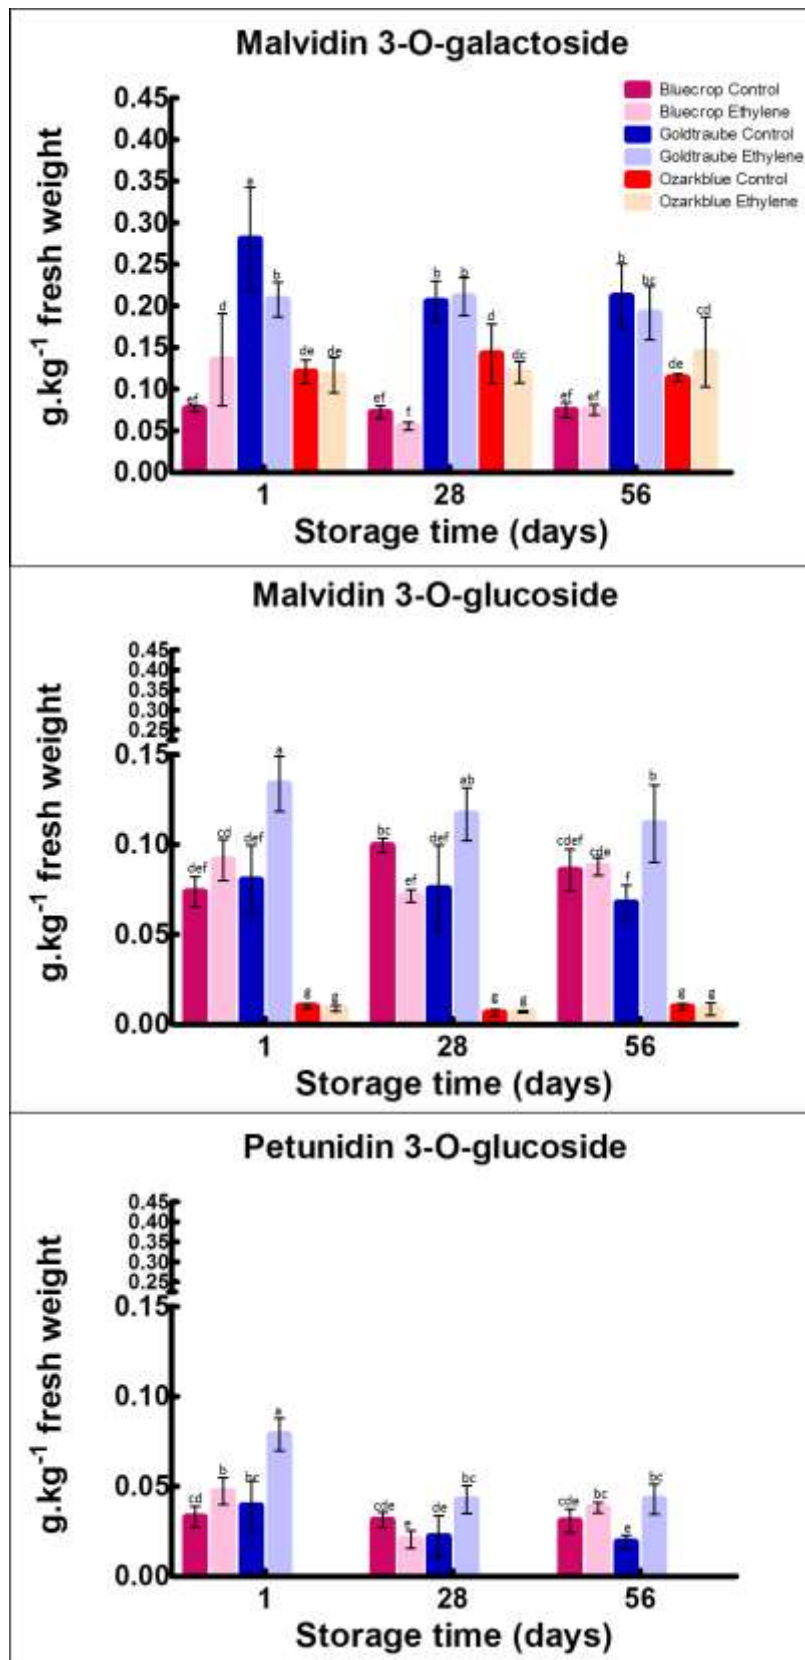 Malvidin 3-O-galactoside
Bluecrop Control
Bluecrop Ethylene
Goldtraube Control
Goldtraube Ethylene
Ozarkblue Control
Ozarkblue Ethylene
g.kg-1 fresh weight
0.45
0.40
0.35
0.30
0.25
0.20
0.15
0.10
0.05
0.00
ef d a b de de
ef f b b d dc
ef ef b bc de cd
1 28 56
Storage time (days)
Malvidin 3-O-glucoside
g.kg-1 fresh weight
0.45
0.40
0.35
0.30
0.25
0.15
0.10
0.05
0.00
def cd def a g g
bc ef def ab g g
cdef cde f b g g
1 28 56
Storage time (days)
Petunidin 3-O-glucoside
g.kg-1 fresh weight
0.45
0.40
0.35
0.30
0.25
0.15
0.10
0.05
0.00
cd b bc a
cde e de bc
cde bc e bc
1 28 56
Storage time (days)